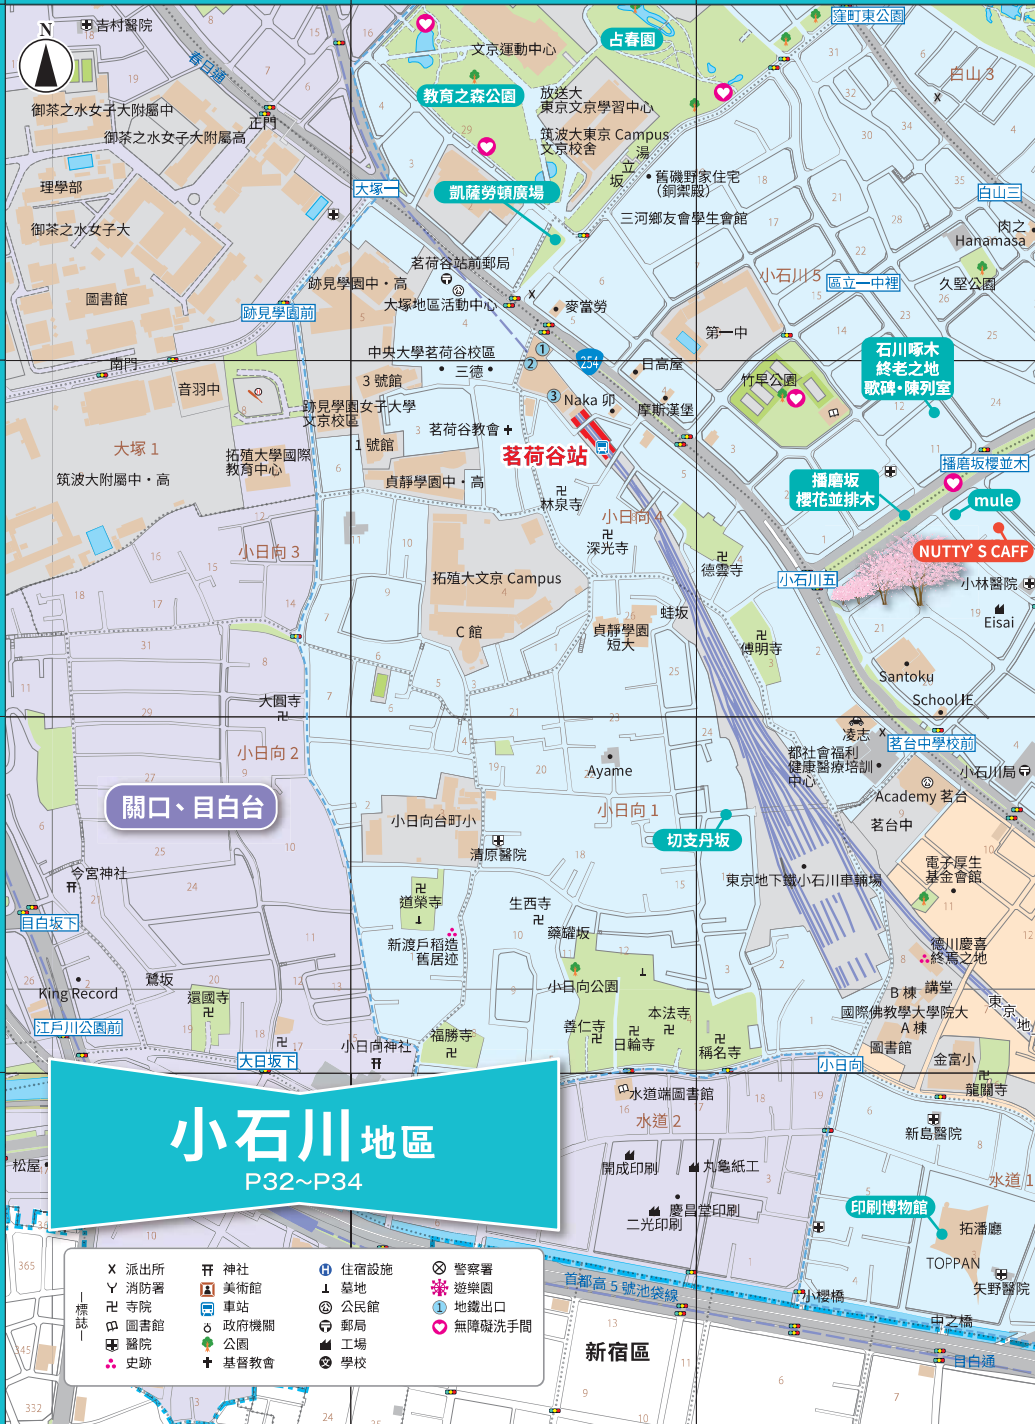 N
吉村醫院
春日通
御茶之水女子大附屬中
正門
御茶之水女子大附屬高
理學部
御茶之水女子大
圖書館
文京運動中心
占春園
窪町東公園
白山 3
教育之森公園
放送大
東京文京學習中心
筑波大東京 Campus
文京校舍
湯
立
坂
舊磯野家住宅
（銅禦殿）
大塚一
凱薩勞頓廣場
三河鄉友會學生會館
白山三
肉之
Hanamasa
久堅公園
小石川 5
區立一中裡
茗荷谷站前郵局
跡見學園中・高
大塚地區活動中心
跡見學園前
麥當勞
第一中
南門
音羽中
中央大學茗荷谷校區
三德
1
2
3
254
日高屋
竹早公園
石川啄木
終老之地
歌碑・陳列室
3 號館
跡見學園女子大學
文京校區
Naka 卯
摩斯漢堡
茗荷谷教會
1 號館
茗荷谷站
大塚 1
拓殖大學國際
教育中心
筑波大附屬中・高
貞靜學園中・高
播磨坂櫻並木
播磨坂
櫻花並排木
mule
林泉寺
小日向 4
深光寺
NUTTY' S CAFF
小日向 3
德雲寺
小石川五
小林醫院
拓殖大文京 Campus
Eisai
蛙坂
C 館
貞靜學園
短大
傅明寺
Santoku
School IE
大圓寺
凌志
茗台中學校前
小日向 2
都社會福利
健康醫療培訓
中心
小石川局
Ayame
Academy 茗台
關口、目白台
小日向 1
小日向台町小
茗台中
切支丹坂
清原醫院
電子厚生
基金會館
今宮神社
東京地下鐵小石川車輛場
道榮寺
生西寺
目白坂下
藥罐坂
新渡戶稻造
舊居迹
德川慶喜
終焉之地
鷺坂
King Record
小日向公園
還國寺
B 棟
講堂
國際佛教學大學院大
A 棟
東
京
地
江戶川公園前
福勝寺
善仁寺
本法寺
日輪寺
稱名寺
小日向神社
圖書館
大日坂下
小日向
金富小
龍閑寺
水道端圖書館
水道 2
新島醫院
小石川 地區
P32～P34
松屋
開成印刷
丸龜紙工
水道 1
慶昌堂印刷
二光印刷
印刷博物館
拓潘廳
TOPPAN
矢野醫院
首都高 5 號池袋線
小櫻橋
中之橋
目白通
新宿區
標誌
派出所
消防署
寺院
圖書館
醫院
史跡
神社
美術館
車站
政府機關
公園
基督教會
住宿設施
墓地
公民館
郵局
工場
學校
警察署
遊樂園
地鐵出口
無障礙洗手間